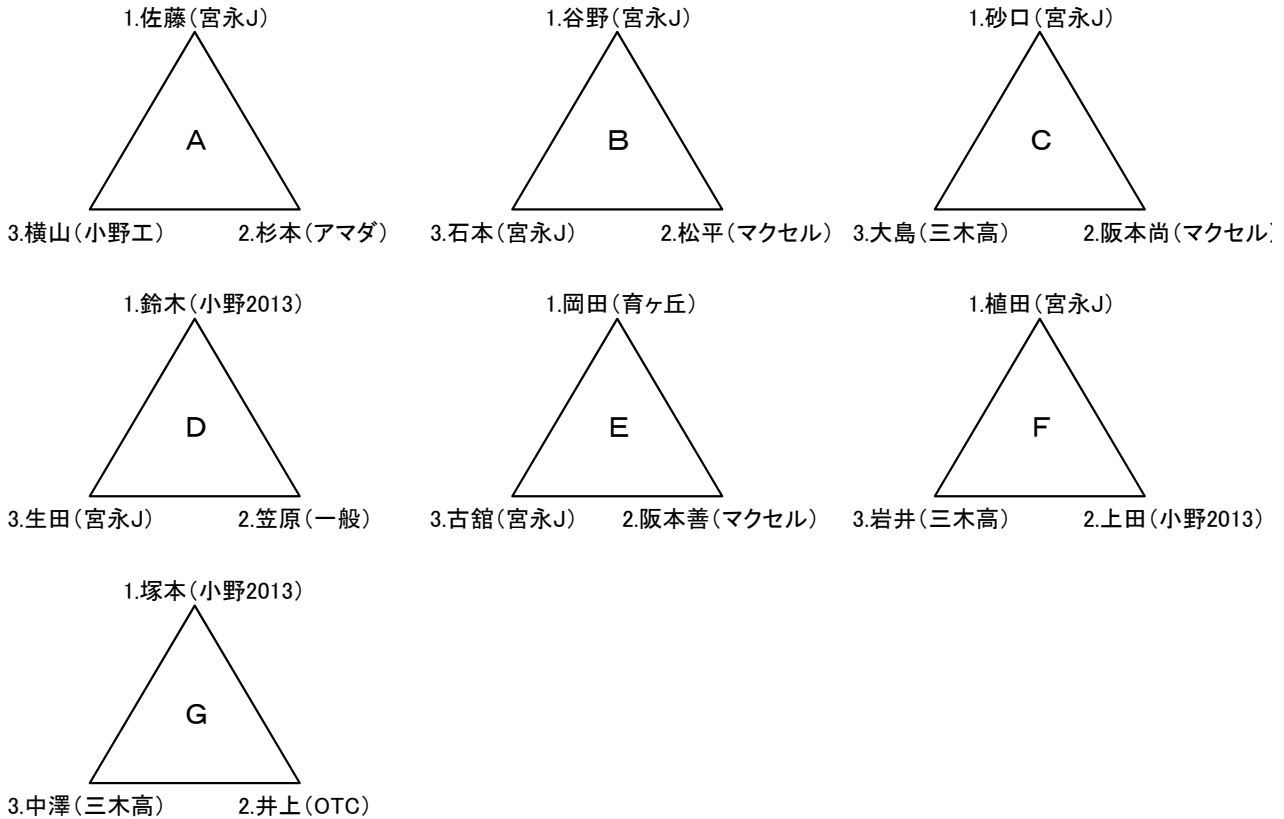 1.佐藤(宮永J) 1.谷野(宮永J) 1.砂口(宮永J)
A B C
3.横山(小野工) 2.杉本(アマダ) 3.石本(宮永J) 2.松平(マクセル) 3.大島(三木高) 2.阪本尚(マクセル)
1.鈴木(小野2013) 1.岡田(育ヶ丘) 1.植田(宮永J)
D E F
3.生田(宮永J) 2.笠原(一般) 3.古舘(宮永J) 2.阪本善(マクセル) 3.岩井(三木高) 2.上田(小野2013)
1.塚本(小野2013)
G
3.中澤(三木高) 2.井上(OTC)